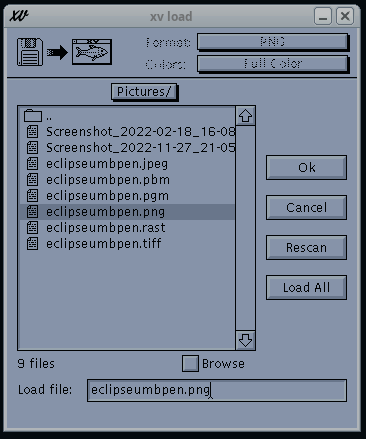 xv
xv load
Format: PNG
Colors: Full Color
Pictures/
..
Screenshot_2022-02-18_16-08
Screenshot_2022-11-27_21-05
eclipseumbpen.jpeg
eclipseumbpen.pbm
eclipseumbpen.pgm
eclipseumbpen.png
eclipseumbpen.rast
eclipseumbpen.tiff
Ok
Cancel
Rescan
Load All
9 files
Browse
Load file: eclipseumbpen.png